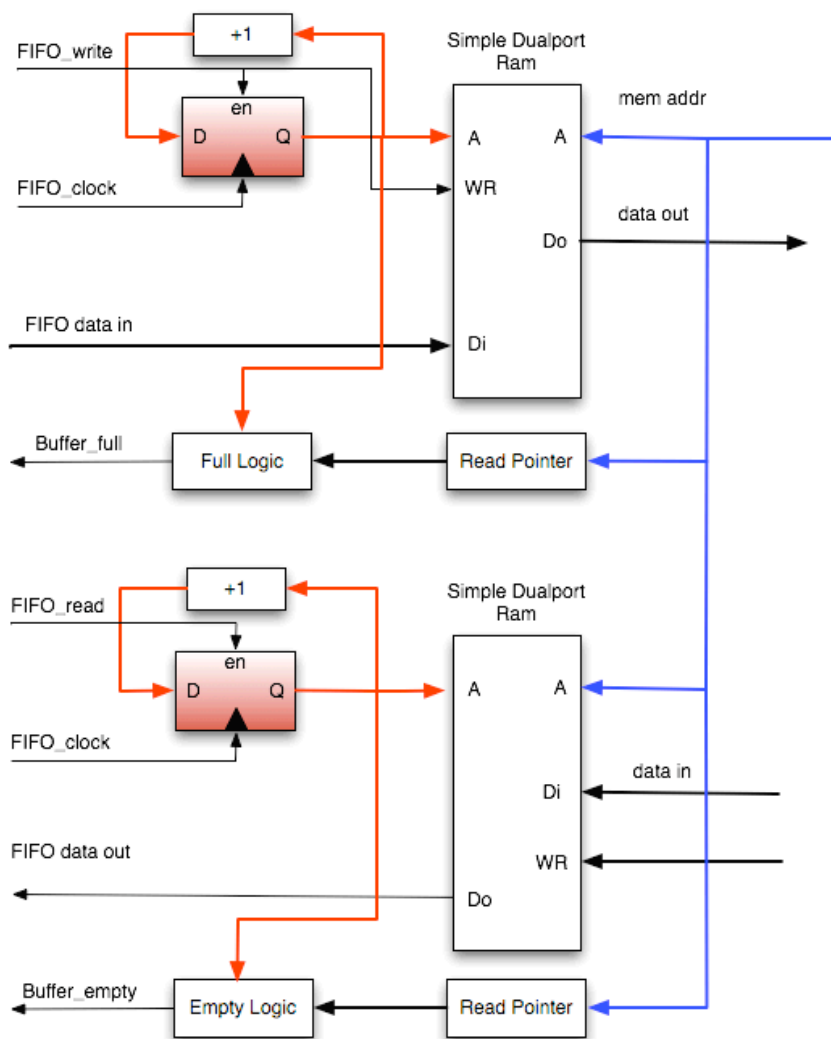 +1
Simple Dualport
Ram
FIFO_write
mem addr
en
D
Q
A
A
WR
FIFO_clock
data out
Do
FIFO data in
Di
Buffer_full
Full Logic
Read Pointer
+1
Simple Dualport
Ram
FIFO_read
en
D
Q
A
A
FIFO_clock
data in
Di
FIFO data out
WR
Do
Buffer_empty
Empty Logic
Read Pointer